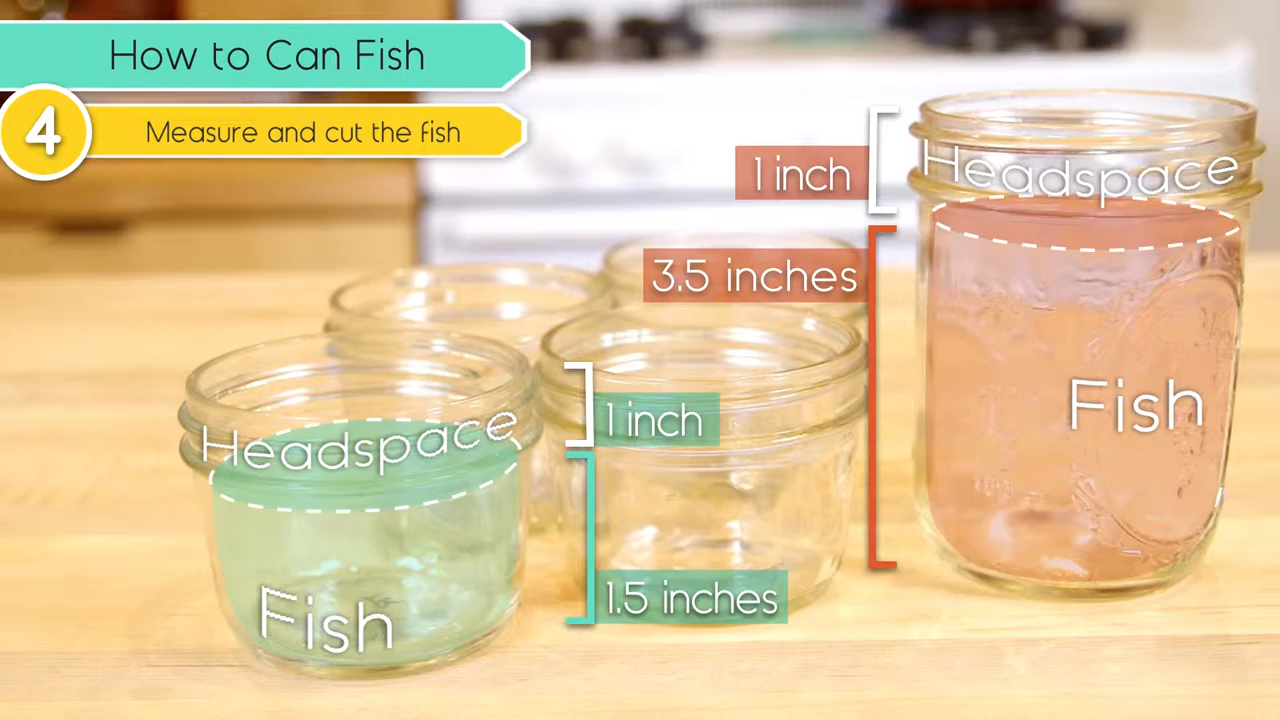 How to Can Fish
4
Measure and cut the fish
1 inch
Headspace
3.5 inches
Fish
Headspace
1 inch
Fish
1.5 inches